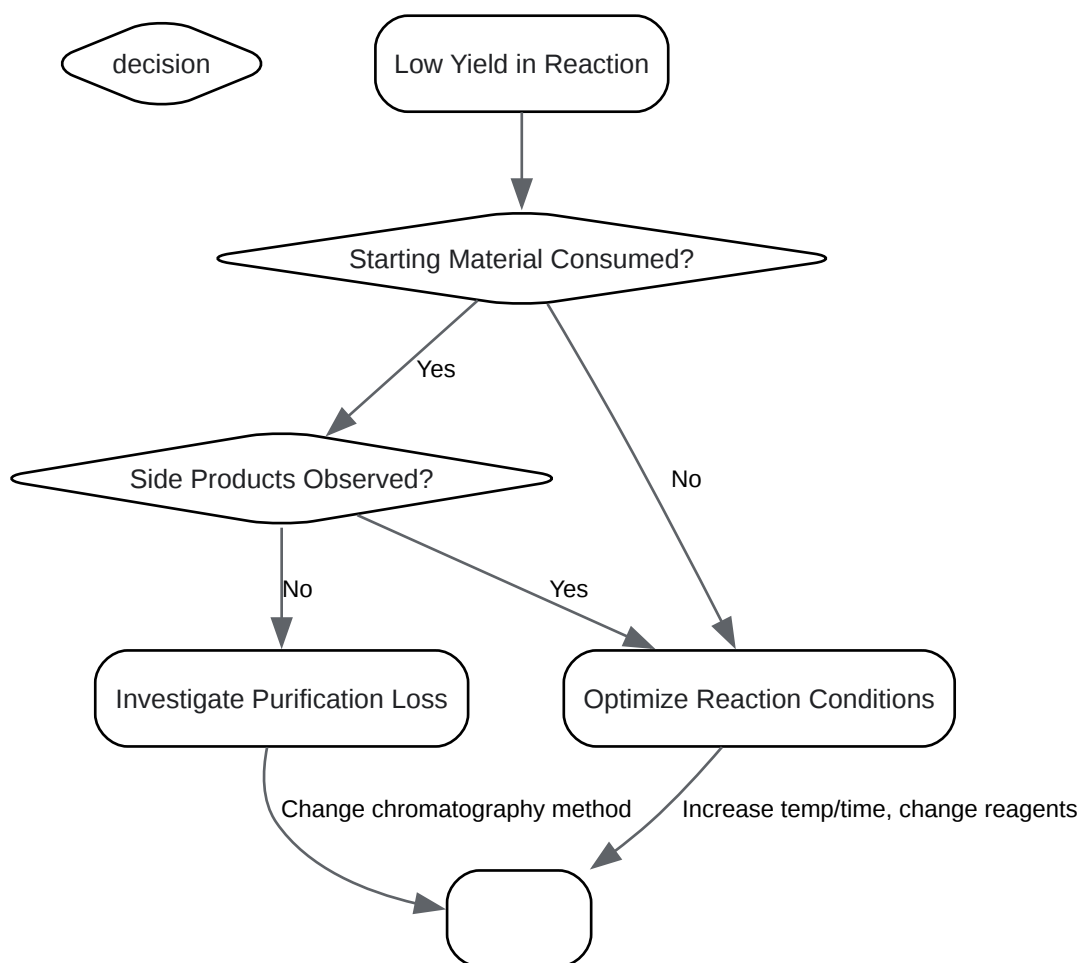 decision
Low Yield in Reaction
Starting Material Consumed?
Yes
No
Side Products Observed?
No
Yes
Investigate Purification Loss
Optimize Reaction Conditions
Change chromatography method
Increase temp/time, change reagents